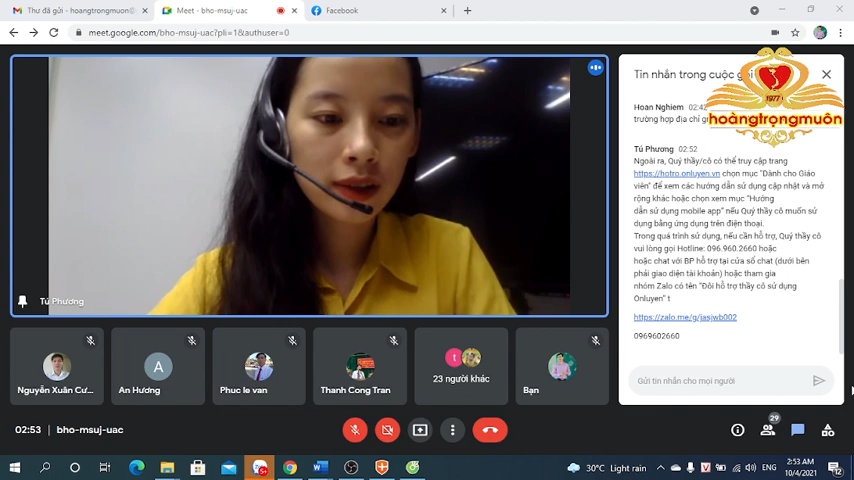 Thư đã gửi - hoangtrongmuon@
Meet - bho-msuj-uac
Facebook
meet.google.com/bho-msuj-uac?pli=1&authuser=0
Tin nhắn trong cuộc gọi
1977
hoàngtrọngmuôn
Hoan Nghiem 02:42
trường hợp địa chỉ
Tú Phương 02:52
Ngoài ra, Quý thầy/cô có thể truy cập trang
https://hotro.onluyen.vn chọn mục "Dành cho Giáo
viên" để xem các hướng dẫn sử dụng cập nhật và mở
rộng khác hoặc chọn xem mục "Hướng
dẫn sử dụng mobile app" nếu Quý thầy cô muốn sử
dụng bằng ứng dụng trên điện thoại.
Trong quá trình sử dụng, nếu cần hỗ trợ, Quý thầy cô
vui lòng gọi Hotline: 096.960.2660 hoặc
hoặc chat với BP hỗ trợ tại cửa sổ chat (dưới bên
phải giao diện tài khoản) hoặc tham gia
nhóm Zalo có tên "Đôi hỗ trợ thầy cô sử dụng
Onluyen" t
https://zalo.me/g/jasjwb002
0969602660
Gửi tin nhắn cho mọi người
Tú Phương
Nguyễn Xuân Cư...
A
An Hương
Phuc le van
Thanh Cong Tran
t
23 người khác
Bạn
02:53
bho-msuj-uac
29
5+
30°C Light rain
ENG
2:53 AM
10/4/2021
12